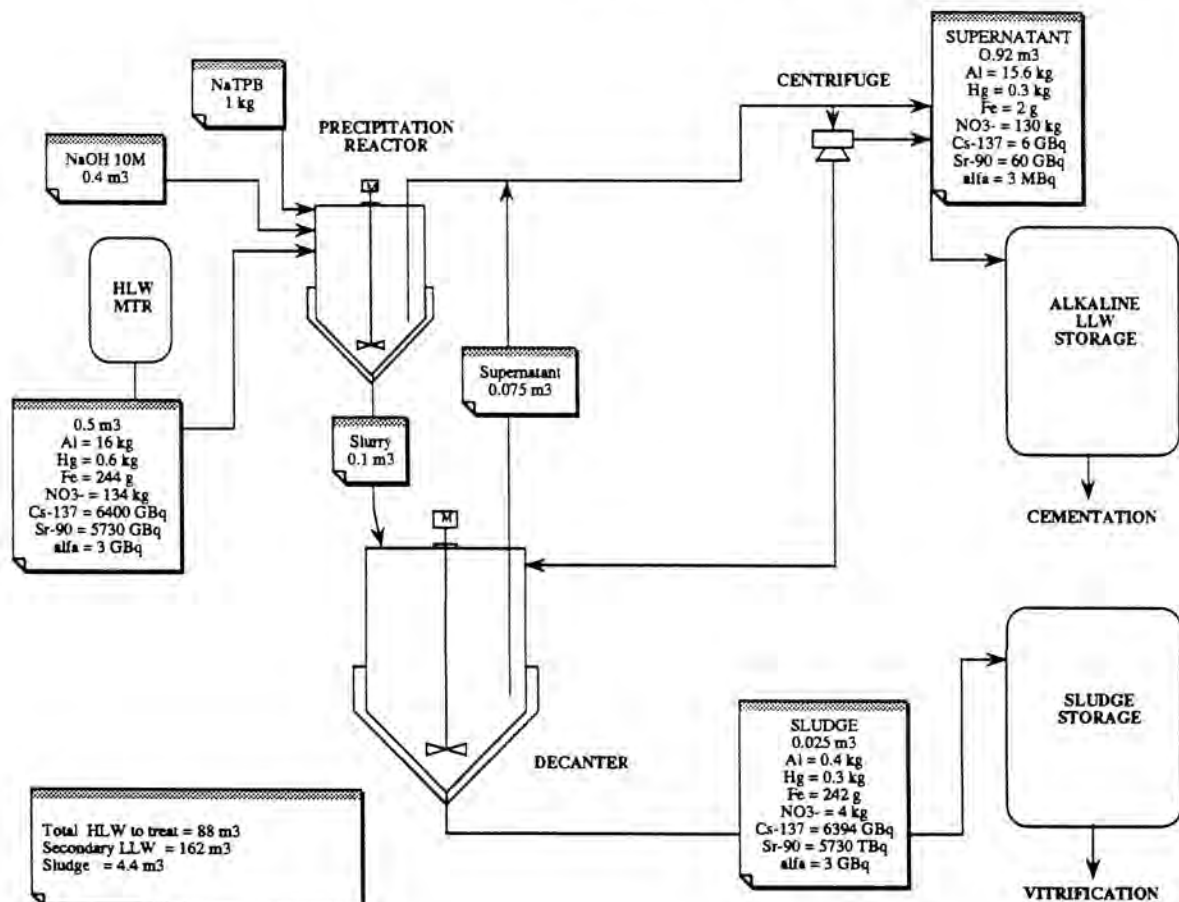 NaTPB
1 kg
PRECIPITATION
REACTOR
CENTRIFUGE
SUPERNATANT
0.92 m3
Al = 15.6 kg
Hg = 0.3 kg
Fe = 2 g
NO3- = 130 kg
Cs-137 = 6 GBq
Sr-90 = 60 GBq
alfa = 3 MBq
NaOH 10M
0.4 m3
M
HLW
MTR
ALKALINE
LLW
STORAGE
Supernatant
0.075 m3
0.5 m3
Al = 16 kg
Hg = 0.6 kg
Fe = 244 g
NO3- = 134 kg
Cs-137 = 6400 GBq
Sr-90 = 5730 GBq
alfa = 3 GBq
Slurry
0.1 m3
CEMENTATION
M
DECANTER
SLUDGE
0.025 m3
Al = 0.4 kg
Hg = 0.3 kg
Fe = 242 g
NO3- = 4 kg
Cs-137 = 6394 GBq
Sr-90 = 5730 TBq
alfa = 3 GBq
SLUDGE
STORAGE
Total HLW to treat = 88 m3
Secondary LLW = 162 m3
Sludge = 4.4 m3
VITRIFICATION